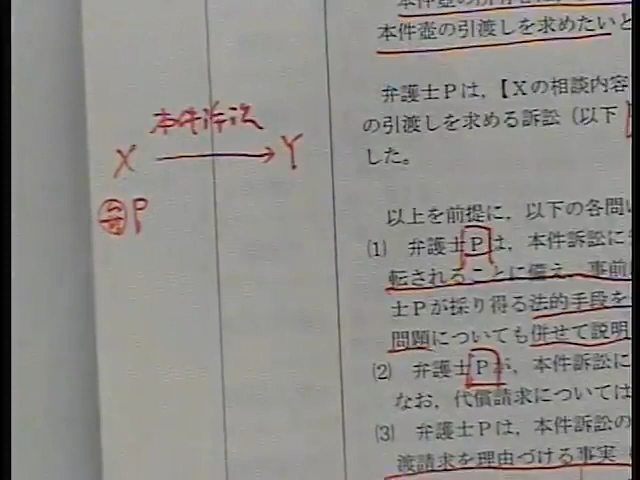 本件壺の引渡しを求めたいと
弁護士Pは，【Xの相談内容
の引渡しを求める訴訟（以下
した。
本件訴訟
X → Y
弁P
以上を前提に，以下の各問い
(1) 弁護士Pは，本件訴訟に
転されることに備え，事前
士Pが採り得る法的手段を
問題についても併せて説明
(2) 弁護士Pが，本件訴訟に
なお，代償請求については
(3) 弁護士Pは，本件訴訟の
渡請求を理由づける事実